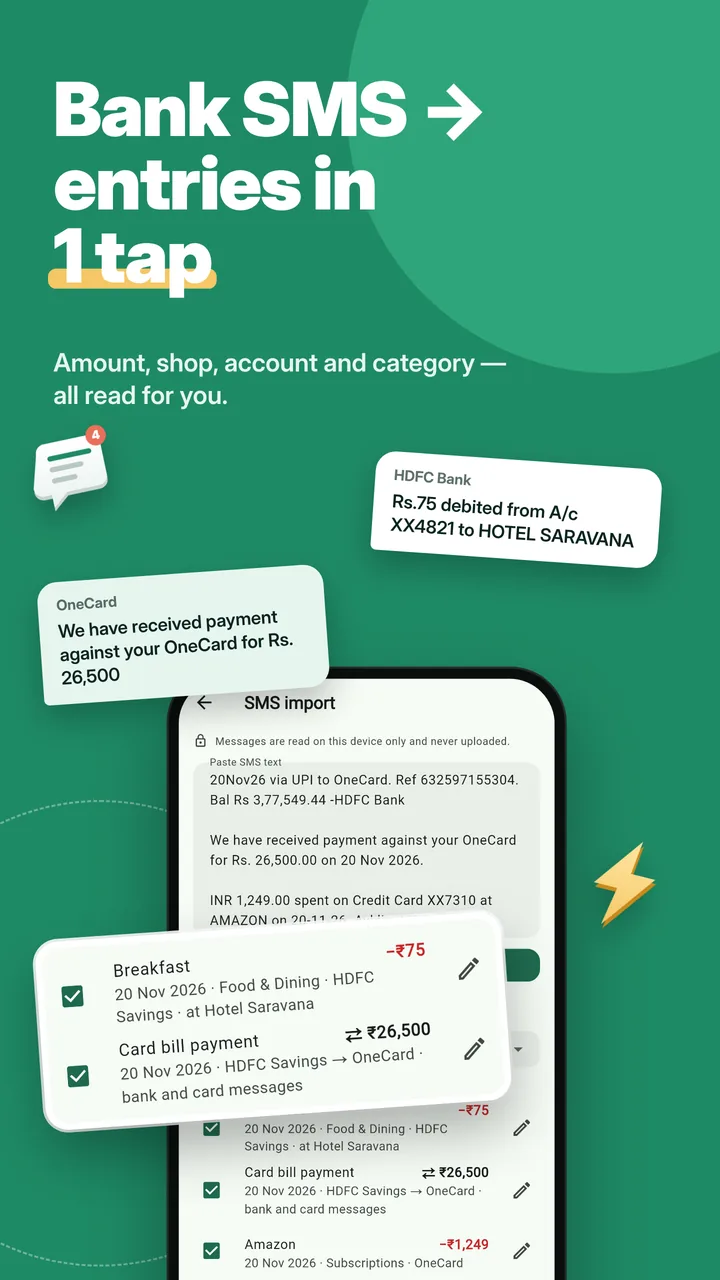 Bank SMS →
entries in
1 tap
Amount, shop, account and category —
all read for you.
4
HDFC Bank
Rs.75 debited from A/c
XX4821 to HOTEL SARAVANA
OneCard
We have received payment
against your OneCard for Rs.
26,500
← SMS import
Messages are read on this device only and never uploaded.
Paste SMS text
20Nov26 via UPI to OneCard. Ref 632597155304.
Bal Rs 3,77,549.44 -HDFC Bank
We have received payment against your OneCard
for Rs. 26,500.00 on 20 Nov 2026.
INR 1,249.00 spent on Credit Card XX7310 at
AMAZON on 20-11-26.
Breakfast −₹75
20 Nov 2026 · Food & Dining · HDFC
Savings · at Hotel Saravana
Card bill payment ⇄ ₹26,500
20 Nov 2026 · HDFC Savings → OneCard ·
bank and card messages
−₹75
20 Nov 2026 · Food & Dining · HDFC
Savings · at Hotel Saravana
Card bill payment ⇄ ₹26,500
20 Nov 2026 · HDFC Savings → OneCard ·
bank and card messages
Amazon −₹1,249
20 Nov 2026 · Subscriptions · OneCard